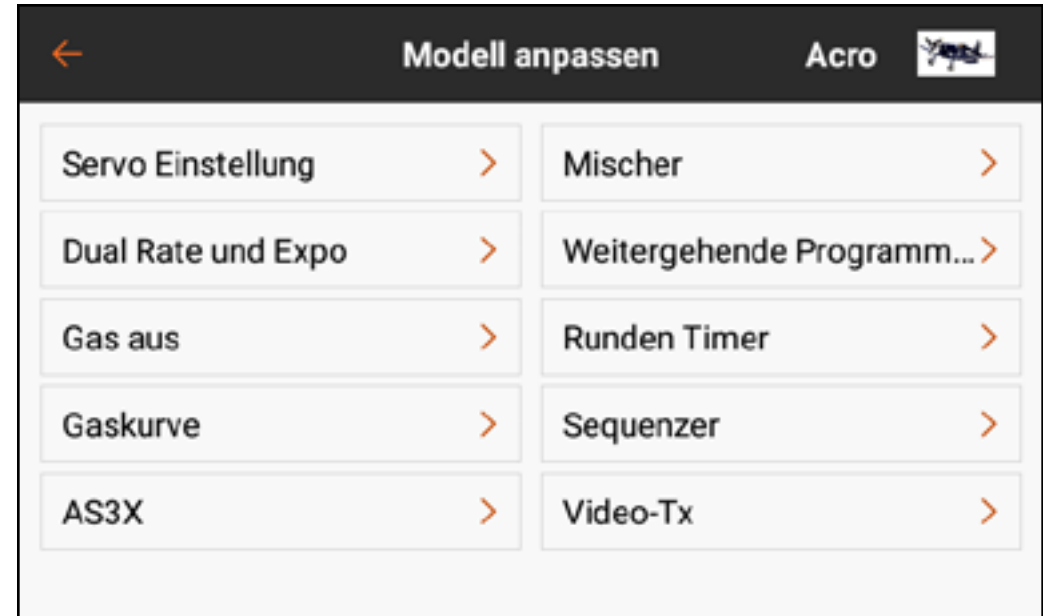 Modell anpassen
Acro
Servo Einstellung
Mischer
Dual Rate und Expo
Weitergehende Programm...
Gas aus
Runden Timer
Gaskurve
Sequenzer
AS3X
Video-Tx